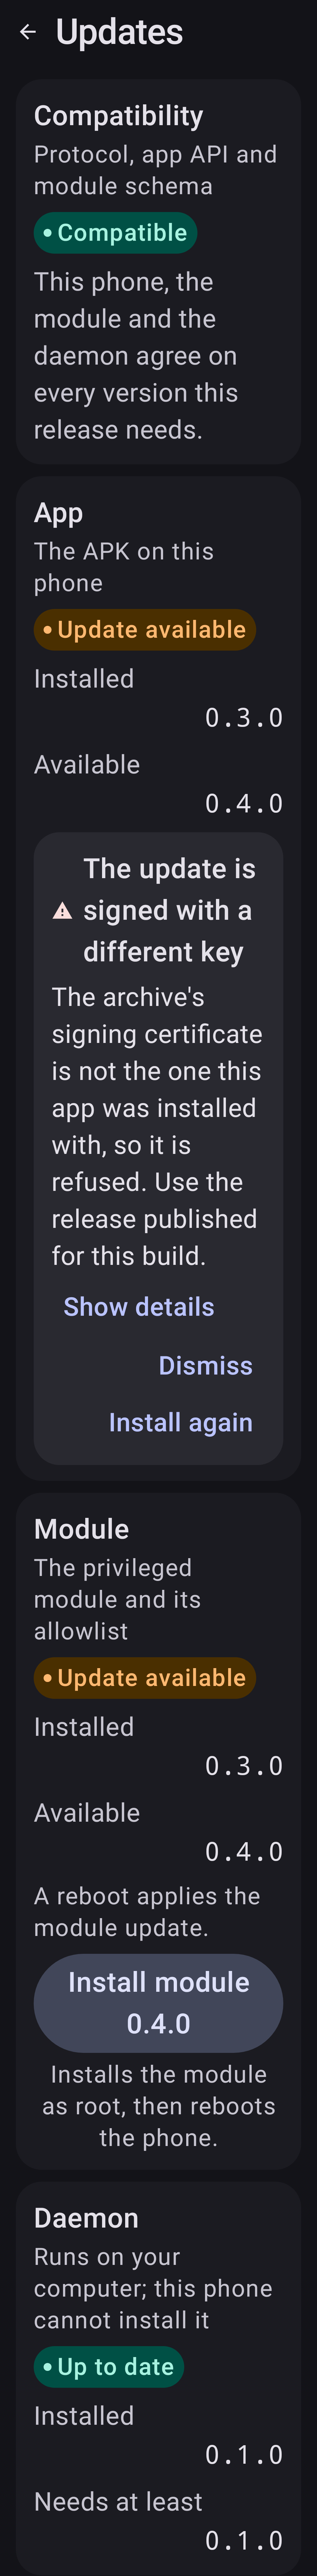 Updates
Compatibility
Protocol, app API and
module schema
Compatible
This phone, the
module and the
daemon agree on
every version this
release needs.
App
The APK on this
phone
Update available
Installed
0.3.0
Available
0.4.0
The update is
signed with a
different key
The archive's
signing certificate
is not the one this
app was installed
with, so it is
refused. Use the
release published
for this build.
Show details
Dismiss
Install again
Module
The privileged
module and its
allowlist
Update available
Installed
0.3.0
Available
0.4.0
A reboot applies the
module update.
Install module
0.4.0
Installs the module
as root, then reboots
the phone.
Daemon
Runs on your
computer; this phone
cannot install it
Up to date
Installed
0.1.0
Needs at least
0.1.0